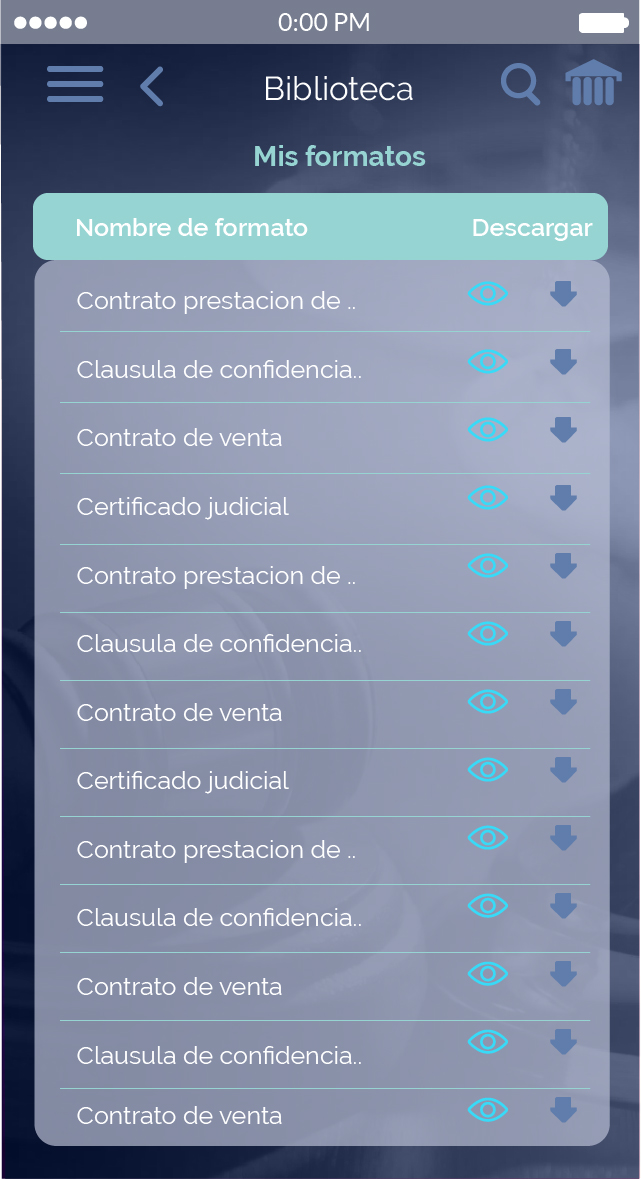 0:00 PM
Biblioteca
Mis formatos
Nombre de formato Descargar
Contrato prestacion de ..
Clausula de confidencia..
Contrato de venta
Certificado judicial
Contrato prestacion de ..
Clausula de confidencia..
Contrato de venta
Certificado judicial
Contrato prestacion de ..
Clausula de confidencia..
Contrato de venta
Clausula de confidencia..
Contrato de venta